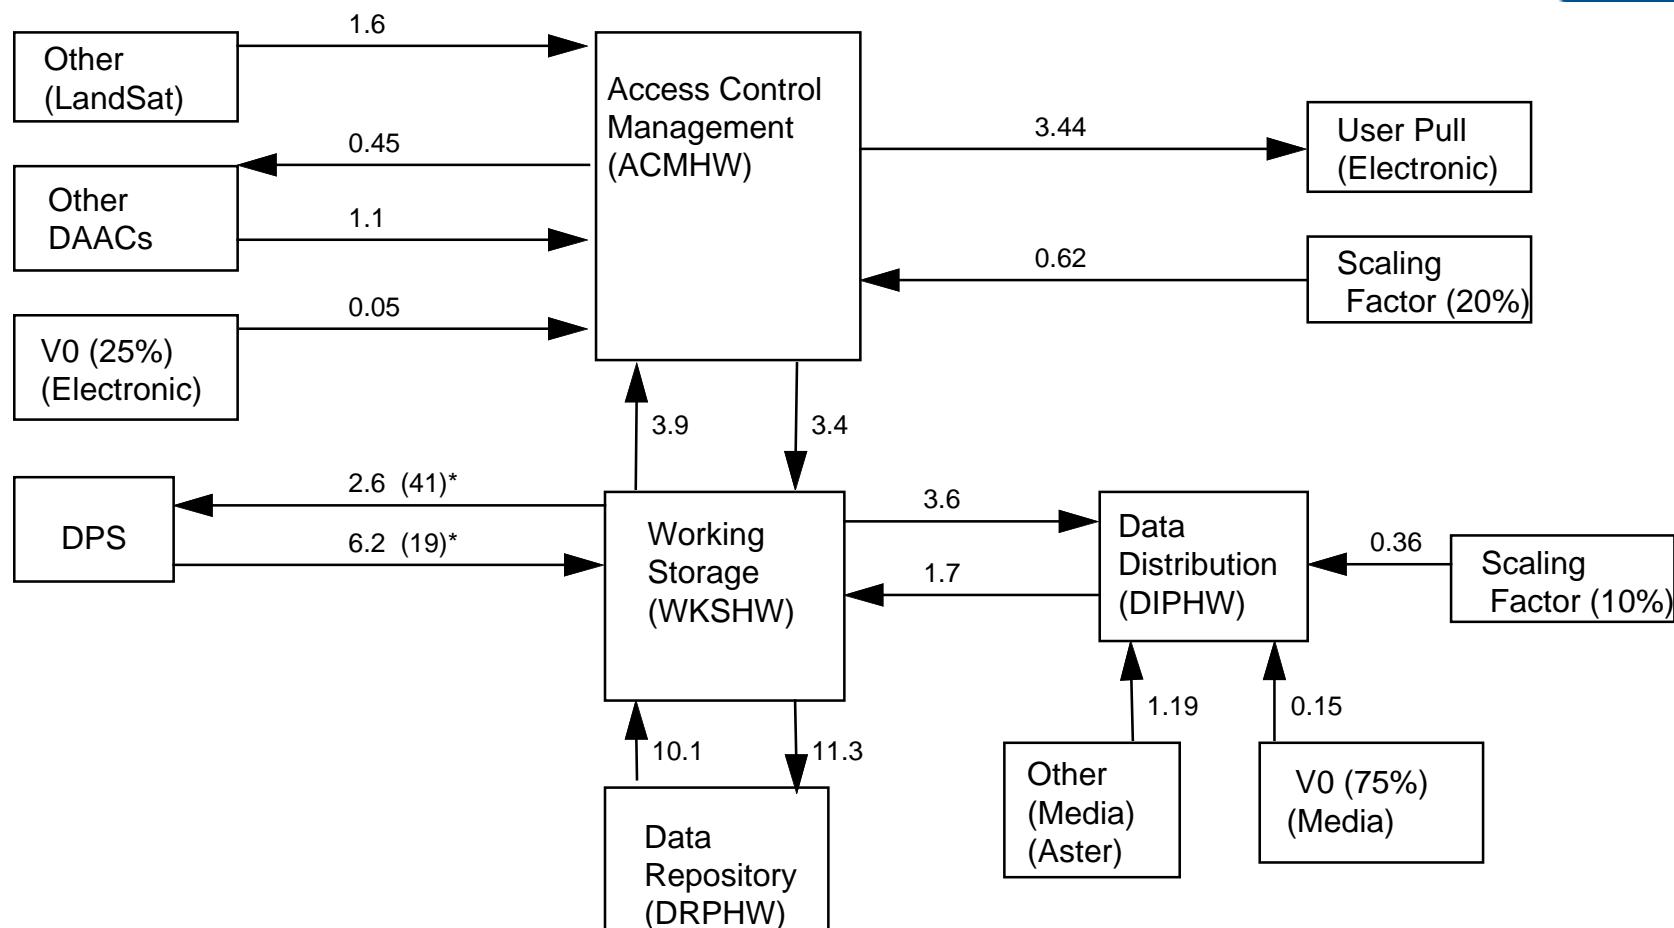 1.6
Other
(LandSat)
Access Control
Management
(ACMHW)
3.44
User Pull
(Electronic)
0.45
Other
DAACs
1.1
0.62
Scaling
Factor (20%)
0.05
V0 (25%)
(Electronic)
3.9
3.4
2.6 (41)*
DPS
6.2 (19)*
Working
Storage
(WKSHW)
3.6
1.7
Data
Distribution
(DIPHW)
0.36
Scaling
Factor (10%)
1.19
0.15
10.1
11.3
Other
(Media)
(Aster)
V0 (75%)
(Media)
Data
Repository
(DRPHW)